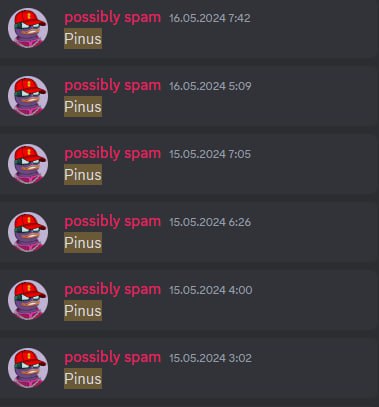 possibly spam 16.05.2024 7:42
Pinus
possibly spam 16.05.2024 5:09
Pinus
possibly spam 15.05.2024 7:05
Pinus
possibly spam 15.05.2024 6:26
Pinus
possibly spam 15.05.2024 4:00
Pinus
possibly spam 15.05.2024 3:02
Pinus